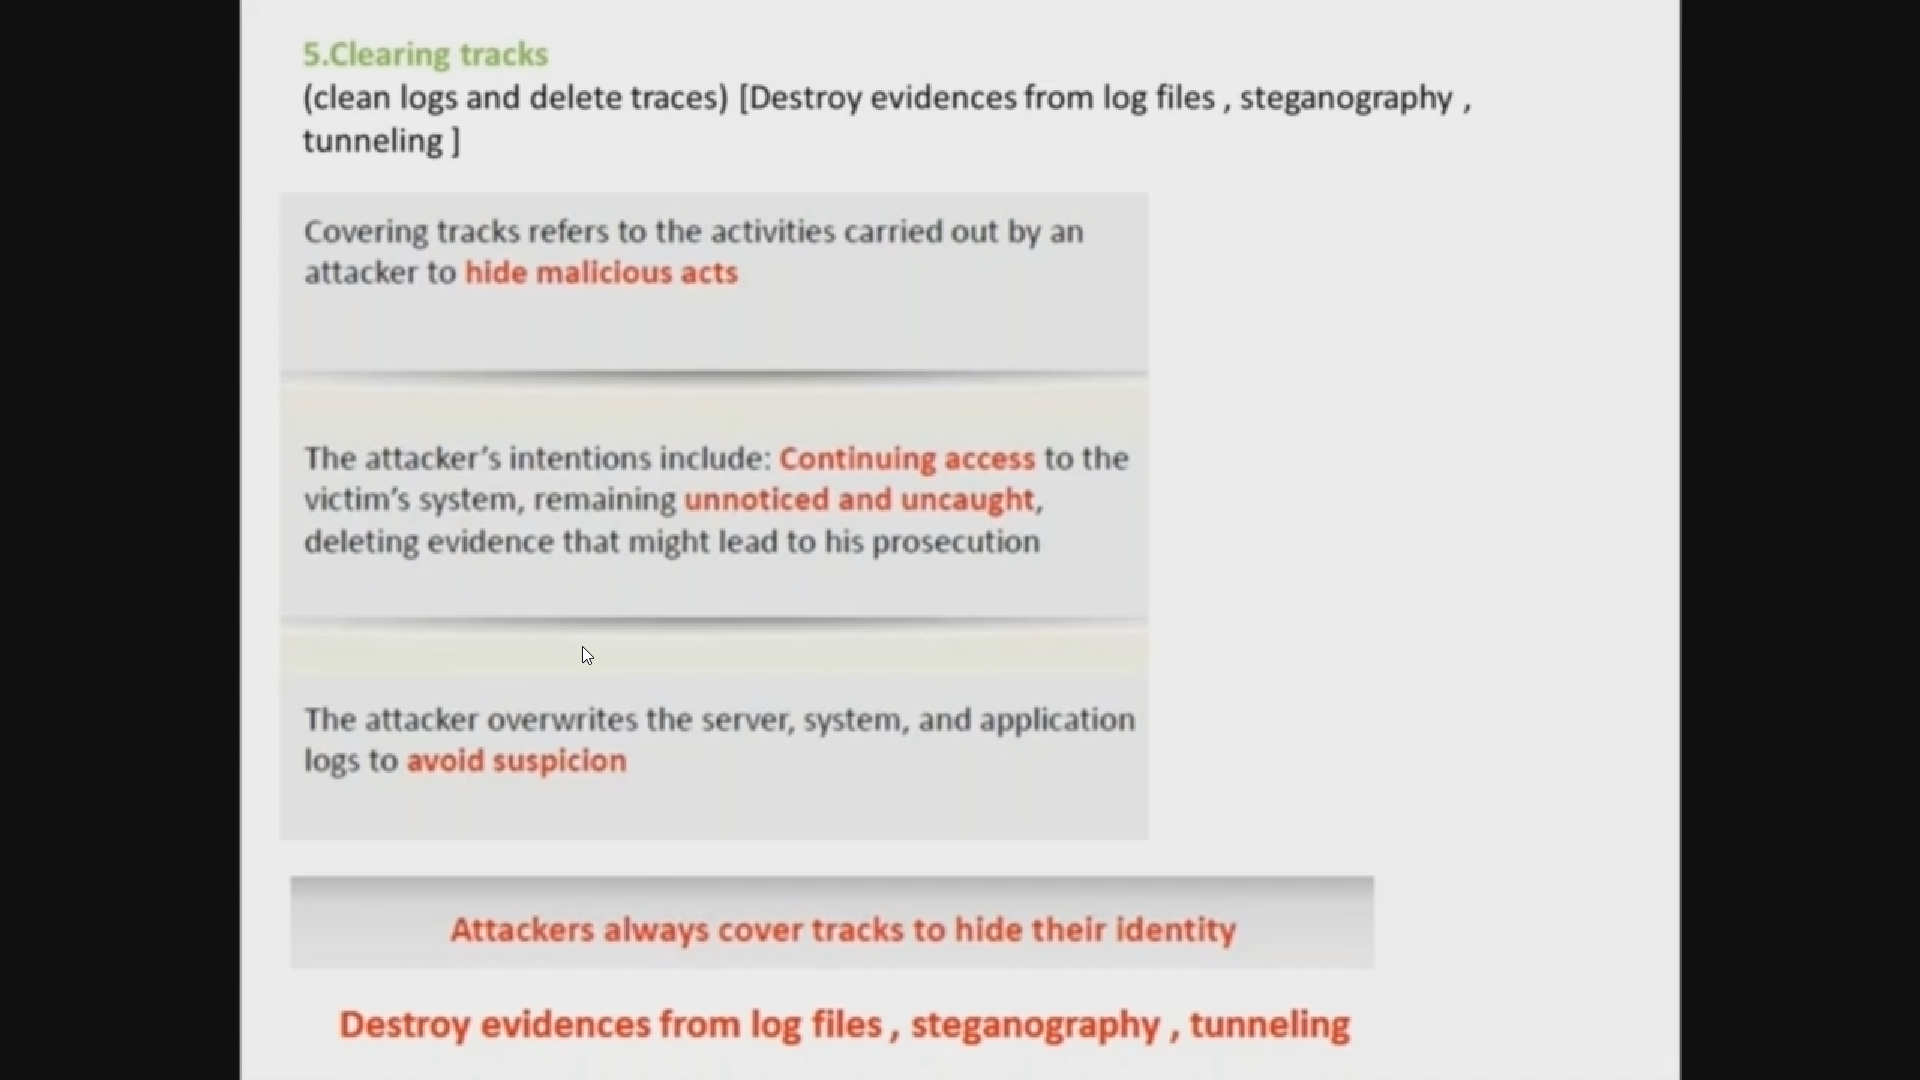 5.Clearing tracks
(clean logs and delete traces) [Destroy evidences from log files , steganography ,
tunneling ]
Covering tracks refers to the activities carried out by an
attacker to hide malicious acts
The attacker’s intentions include: Continuing access to the
victim’s system, remaining unnoticed and uncaught,
deleting evidence that might lead to his prosecution
The attacker overwrites the server, system, and application
logs to avoid suspicion
Attackers always cover tracks to hide their identity
Destroy evidences from log files , steganography , tunneling